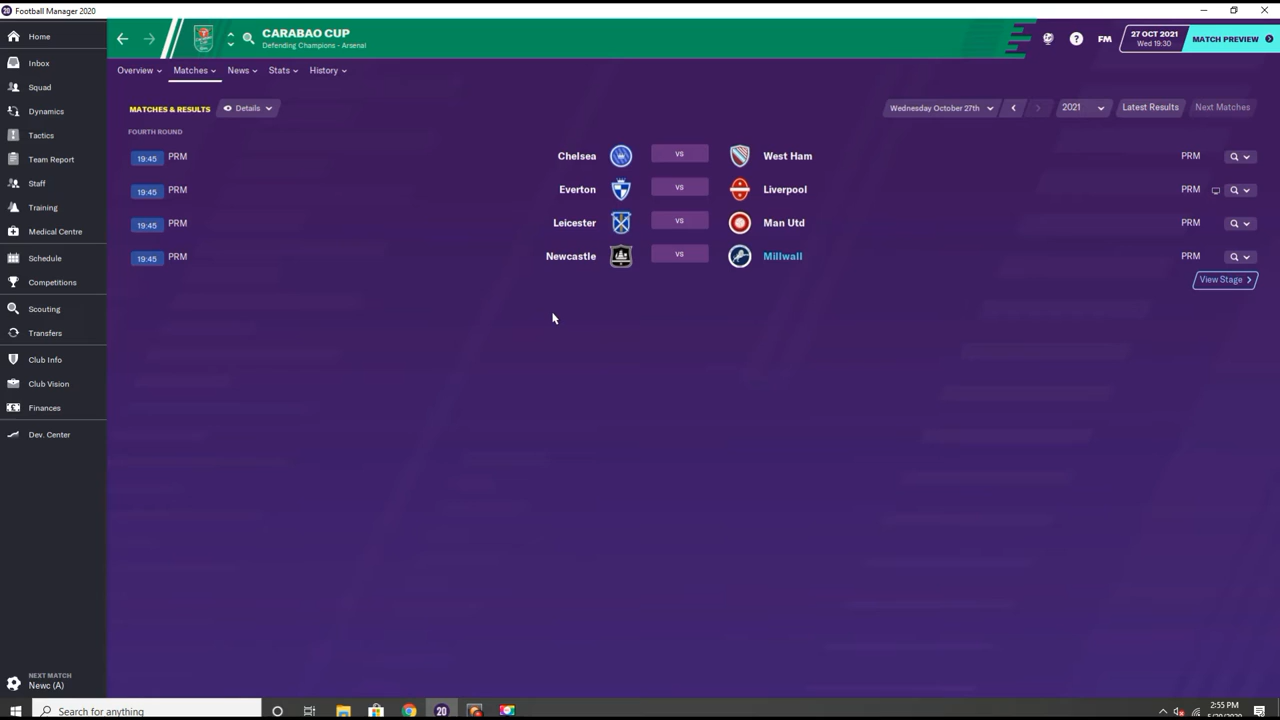 20 Football Manager 2020
Home
Inbox
Squad
Dynamics
Tactics
Team Report
Staff
Training
Medical Centre
Schedule
Competitions
Scouting
Transfers
Club Info
Club Vision
Finances
Dev. Center
NEXT MATCH
Newc (A)
CARABAO CUP
Defending Champions - Arsenal
FM
27 OCT 2021
Wed 19:30
MATCH PREVIEW
Overview
Matches
News
Stats
History
MATCHES & RESULTS
Details
Wednesday October 27th
2021
Latest Results
Next Matches
FOURTH ROUND
19:45 PRM Chelsea VS West Ham PRM
19:45 PRM Everton VS Liverpool PRM
19:45 PRM Leicester VS Man Utd PRM
19:45 PRM Newcastle VS Millwall PRM
View Stage
Search for anything
20
2:55 PM